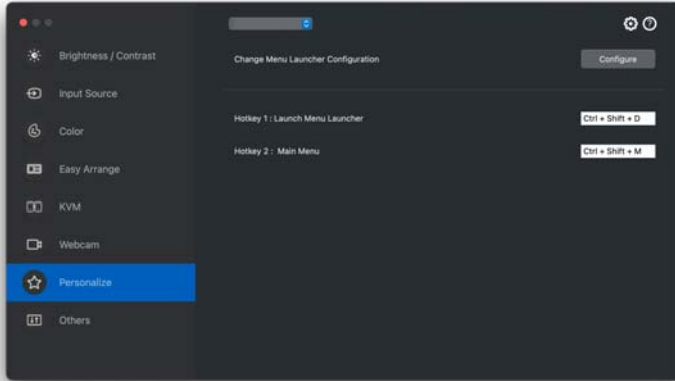 Brightness / Contrast
Input Source
Color
Easy Arrange
KVM
Webcam
Personalize
Others
Change Menu Launcher Configuration
Configure
Hotkey 1 : Launch Menu Launcher
Ctrl + Shift + D
Hotkey 2 : Main Menu
Ctrl + Shift + M